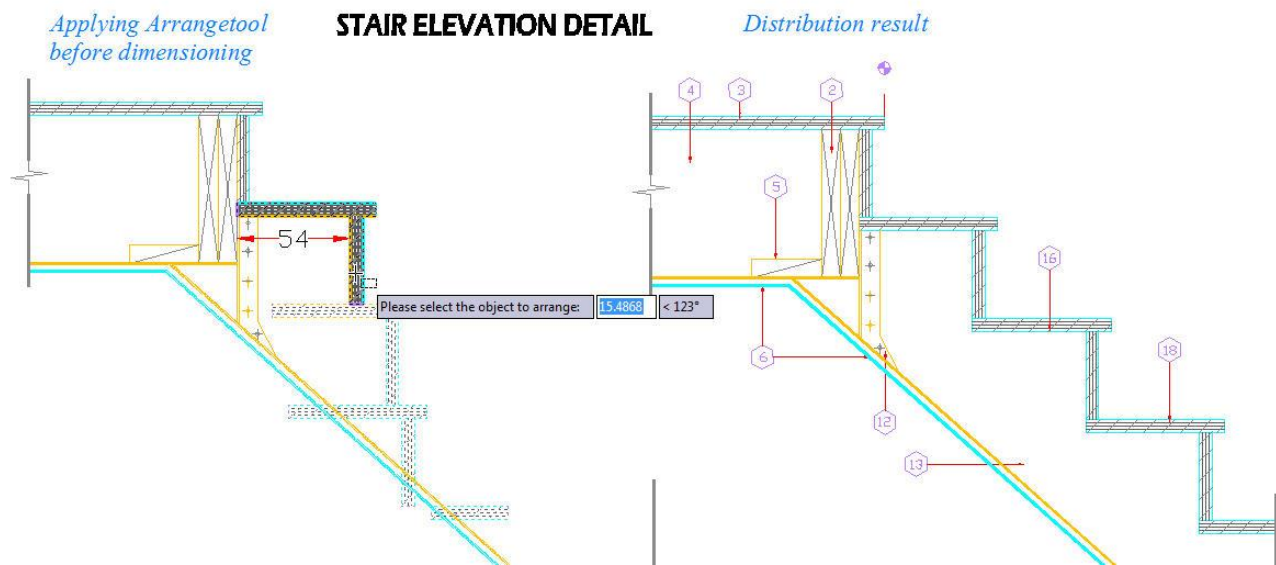 Applying Arrangetool
before dimensioning
STAIR ELEVATION DETAIL
Distribution result
4
3
2
5
54
16
Please select the object to arrange: 15.4868 < 123°
6
18
12
13